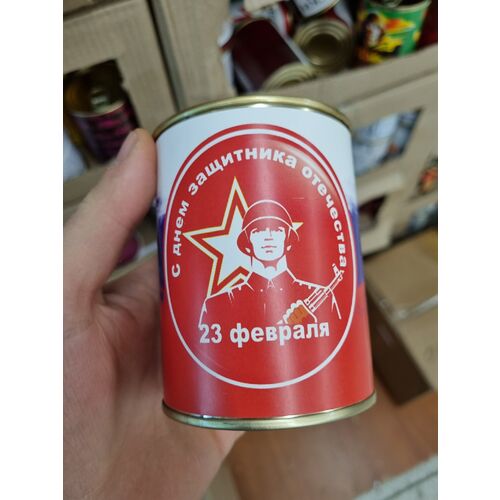 с днем защитника отечества
23 февраля